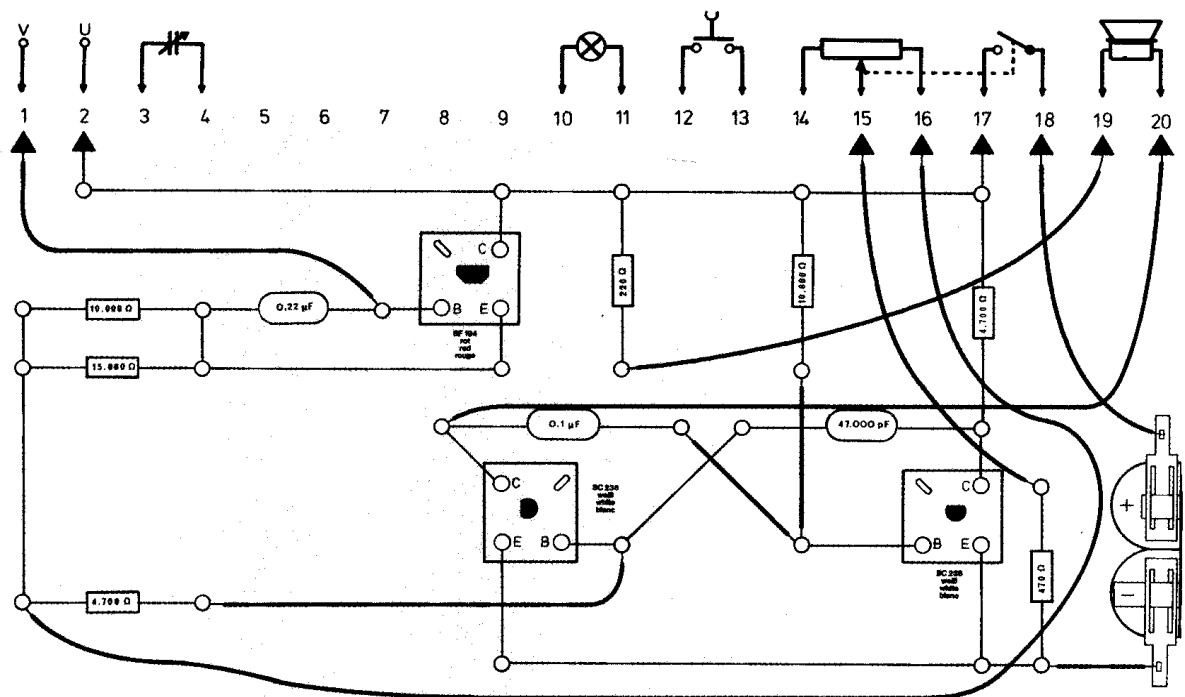 V U
1 2 3 4 5 6 7 8 9 10 11 12 13 14 15 16 17 18 19 20
C
10.000 Ω 0.22 µF B E 220 Ω 10.000 Ω 4.700 Ω
BF 194
rot
red
rouge
15.000 Ω
0.1 µF 47.000 pF
C
BC 238
weiß
white
blanc
C
+
E B
B E
BC 238
weiß
white
blanc
470 Ω
4.700 Ω
−